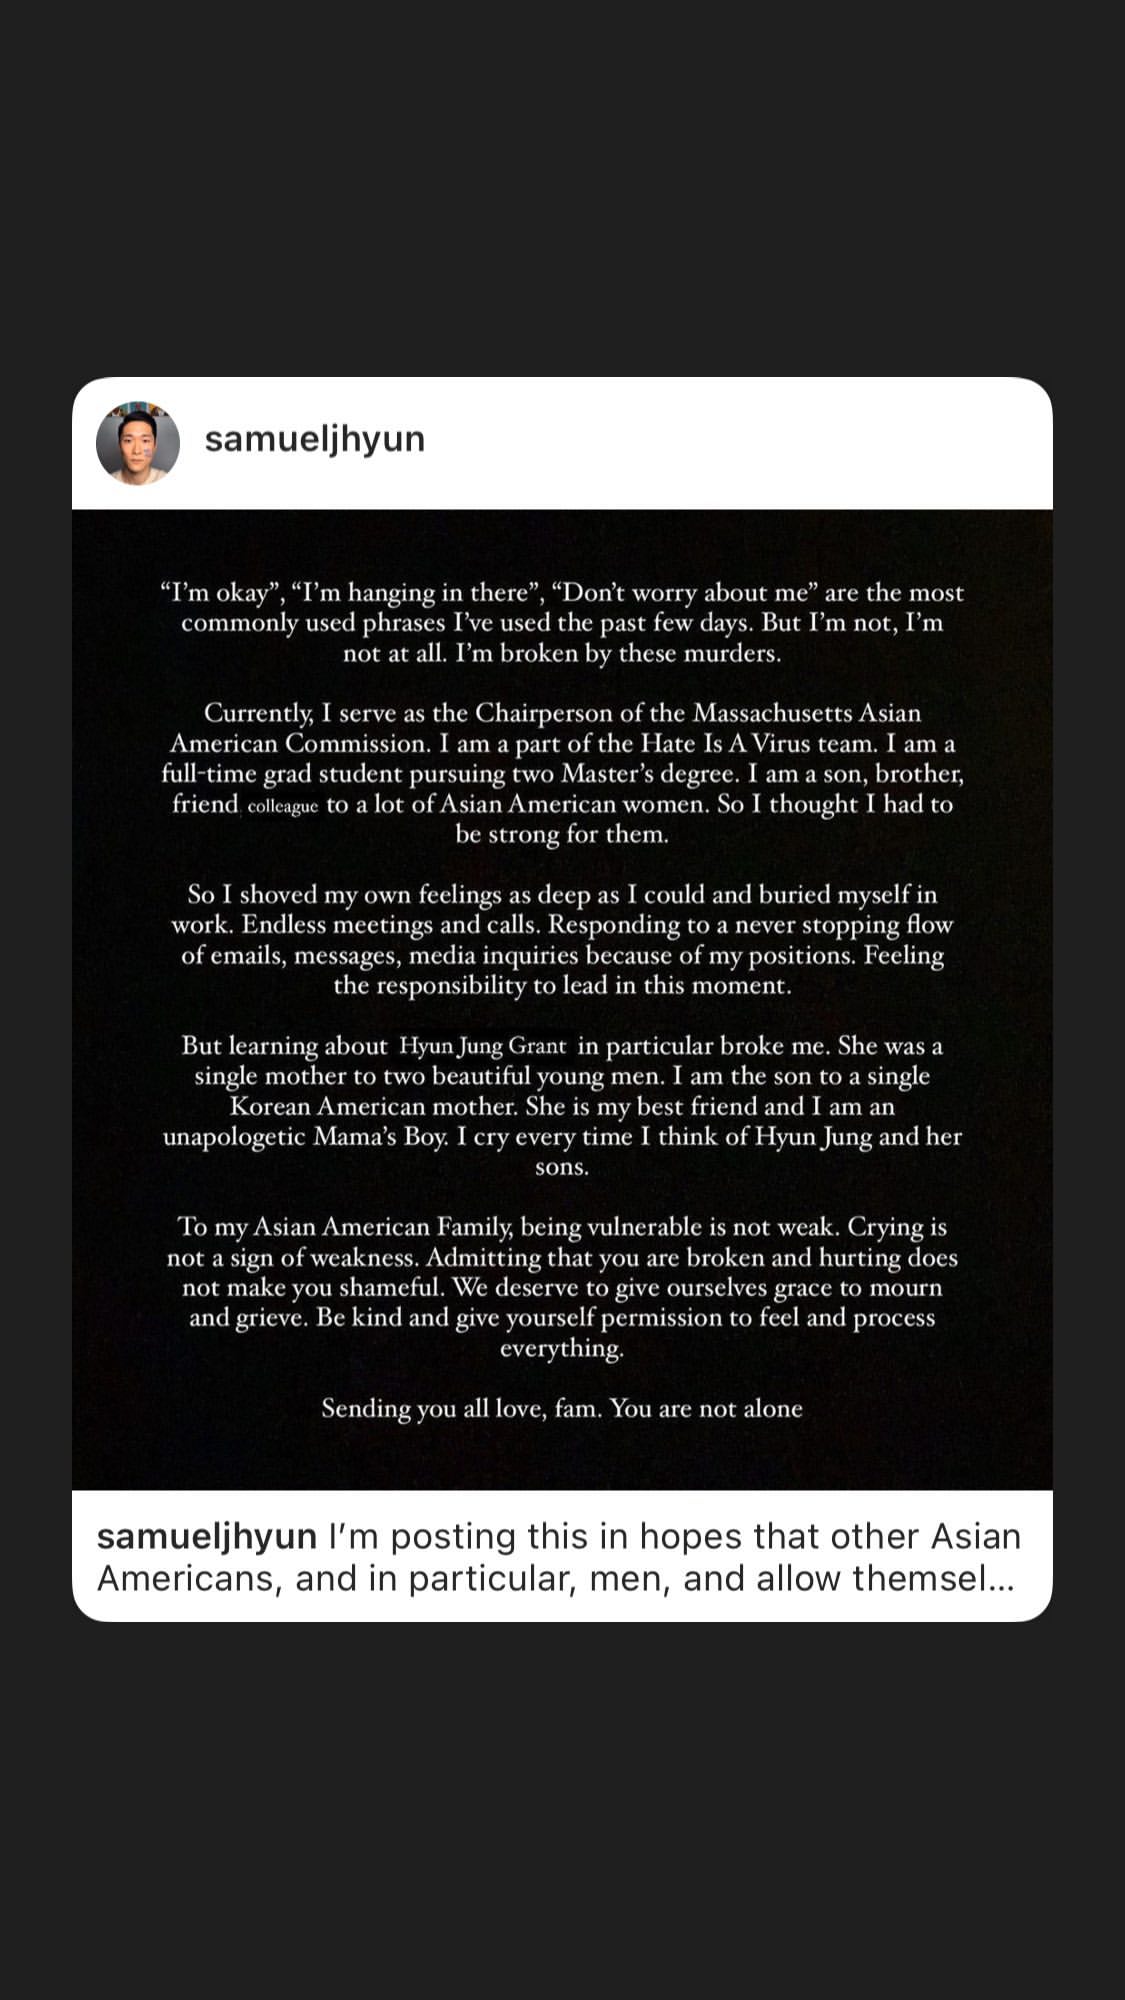 samueljhyun
“I’m okay”, “I’m hanging in there”, “Don’t worry about me” are the most
commonly used phrases I’ve used the past few days. But I’m not, I’m
not at all. I’m broken by these murders.
Currently, I serve as the Chairperson of the Massachusetts Asian
American Commission. I am a part of the Hate Is A Virus team. I am a
full-time grad student pursuing two Master’s degree. I am a son, brother,
friend, colleague to a lot of Asian American women. So I thought I had to
be strong for them.
So I shoved my own feelings as deep as I could and buried myself in
work. Endless meetings and calls. Responding to a never stopping flow
of emails, messages, media inquiries because of my positions. Feeling
the responsibility to lead in this moment.
But learning about Hyun Jung Grant in particular broke me. She was a
single mother to two beautiful young men. I am the son to a single
Korean American mother. She is my best friend and I am an
unapologetic Mama’s Boy. I cry every time I think of Hyun Jung and her
sons.
To my Asian American Family, being vulnerable is not weak. Crying is
not a sign of weakness. Admitting that you are broken and hurting does
not make you shameful. We deserve to give ourselves grace to mourn
and grieve. Be kind and give yourself permission to feel and process
everything.
Sending you all love, fam. You are not alone
samueljhyun I’m posting this in hopes that other Asian
Americans, and in particular, men, and allow themsel...